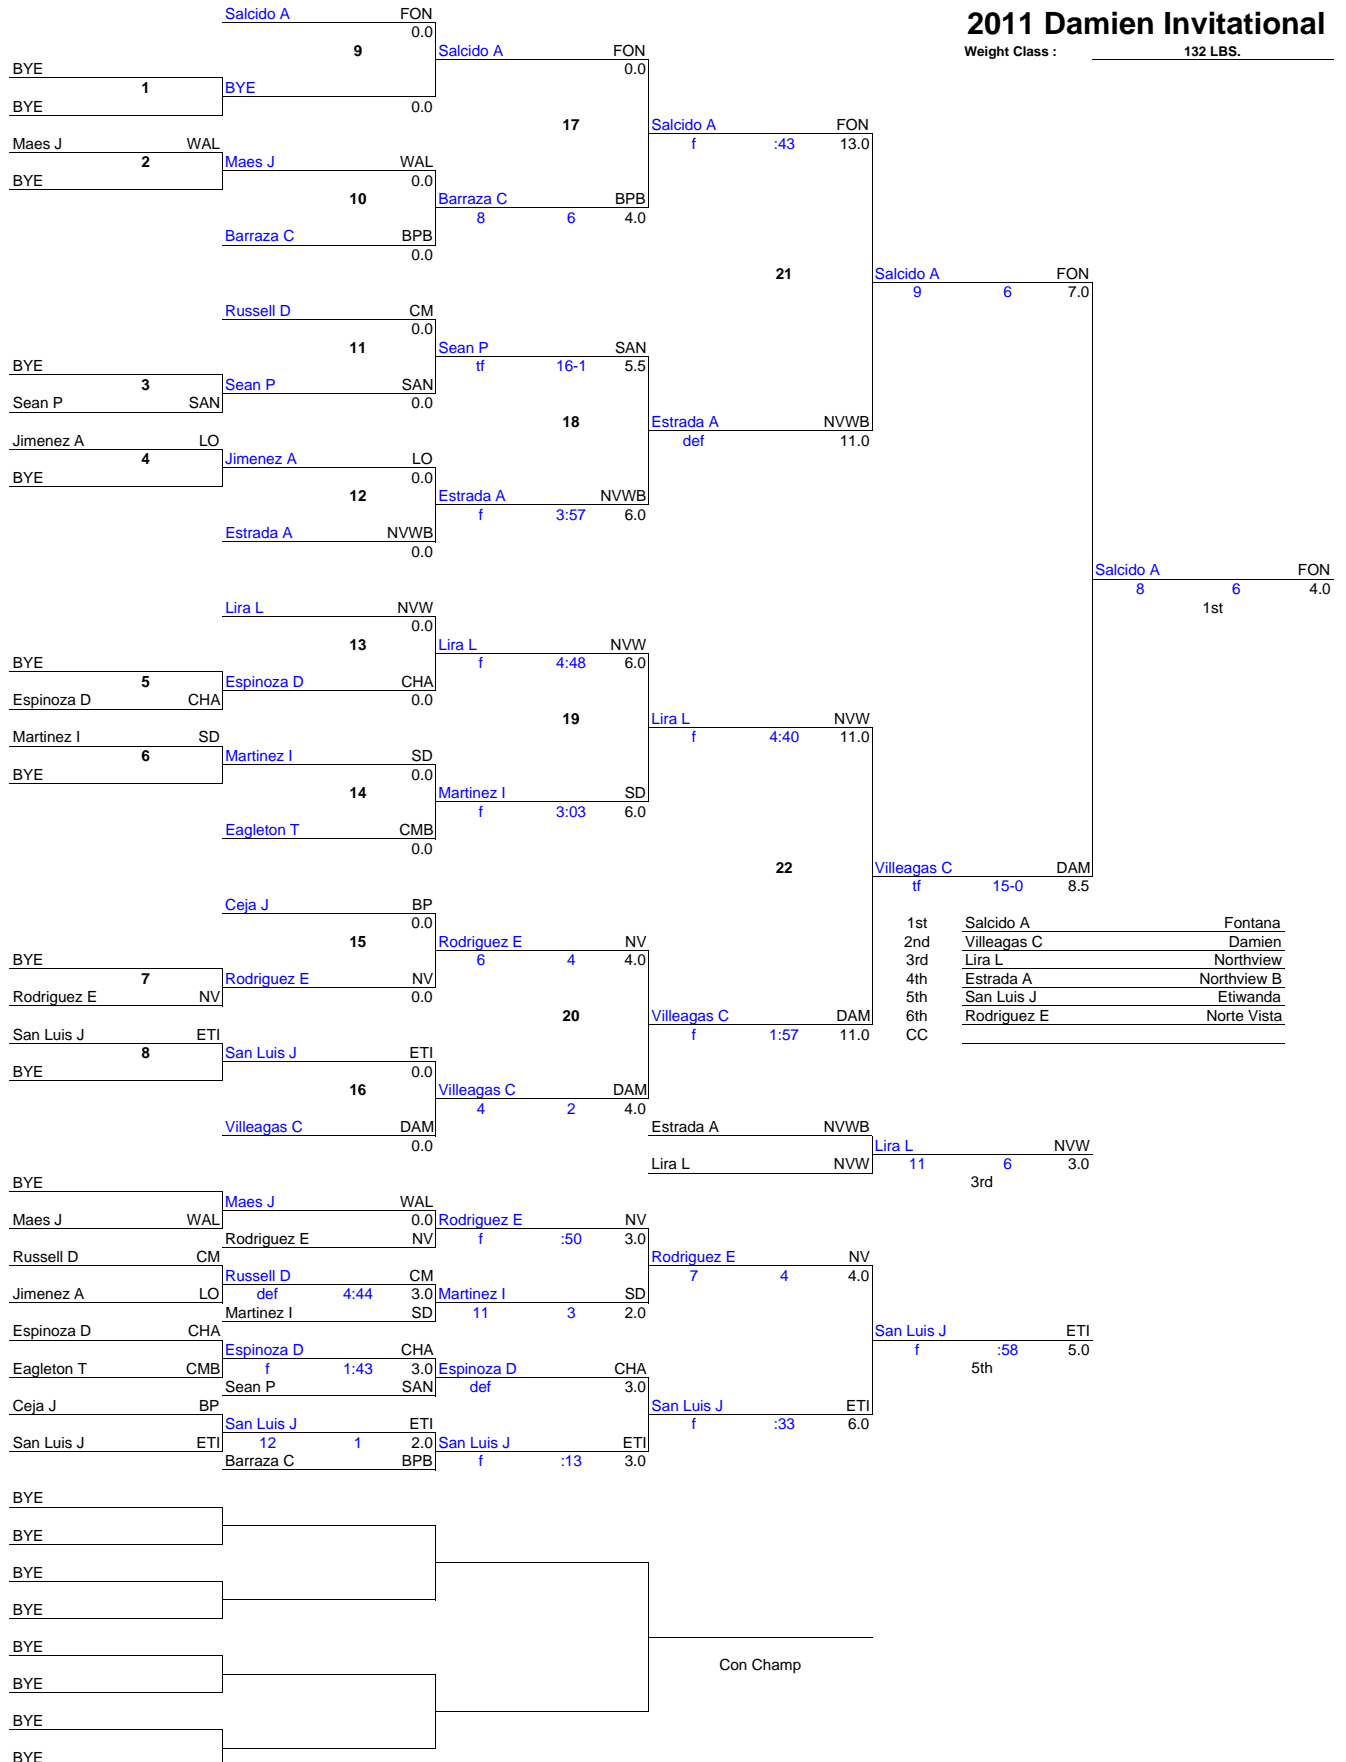 2011 Damien Invitational
Weight Class : 132 LBS.
Salcido A FON
0.0
9
Salcido A FON
0.0
BYE
1
BYE
BYE
0.0
17
Salcido A FON
f :43 13.0
Maes J WAL
2
Maes J WAL
0.0
BYE
10
Barraza C BPB
8 6 4.0
Barraza C BPB
0.0
21
Salcido A FON
9 6 7.0
Russell D CM
0.0
11
Sean P SAN
tf 16-1 5.5
BYE
3
Sean P SAN
0.0
Sean P SAN
18
Estrada A NVWB
def 11.0
Jimenez A LO
4
Jimenez A LO
0.0
BYE
12
Estrada A NVWB
f 3:57 6.0
Estrada A NVWB
0.0
Salcido A FON
8 6 4.0
1st
Lira L NVW
0.0
13
Lira L NVW
f 4:48 6.0
BYE
5
Espinoza D CHA
0.0
Espinoza D CHA
19
Lira L NVW
f 4:40 11.0
Martinez I SD
6
Martinez I SD
0.0
BYE
14
Martinez I SD
f 3:03 6.0
Eagleton T CMB
0.0
22
Villeagas C DAM
tf 15-0 8.5
Ceja J BP
0.0
15
Rodriguez E NV
6 4 4.0
BYE
7
Rodriguez E NV
0.0
Rodriguez E NV
20
Villeagas C DAM
f 1:57 11.0
San Luis J ETI
8
San Luis J ETI
0.0
BYE
16
Villeagas C DAM
4 2 4.0
Villeagas C DAM
0.0
1st Salcido A Fontana
2nd Villeagas C Damien
3rd Lira L Northview
4th Estrada A Northview B
5th San Luis J Etiwanda
6th Rodriguez E Norte Vista
CC
Estrada A NVWB
Lira L NVW
Lira L NVW
11 6 3.0
3rd
BYE
Maes J WAL
0.0
Maes J WAL
Rodriguez E NV
Rodriguez E NV
f :50 3.0
Russell D CM
Russell D CM
def 4:44 3.0
Jimenez A LO
Martinez I SD
Martinez I SD
11 3 2.0
Rodriguez E NV
7 4 4.0
Espinoza D CHA
Espinoza D CHA
f 1:43 3.0
Eagleton T CMB
Sean P SAN
Espinoza D CHA
def 3.0
San Luis J ETI
f :58 5.0
5th
Ceja J BP
San Luis J ETI
12 1 2.0
San Luis J ETI
Barraza C BPB
San Luis J ETI
f :13 3.0
San Luis J ETI
f :33 6.0
BYE
BYE
BYE
BYE
BYE
BYE
BYE
BYE
Con Champ